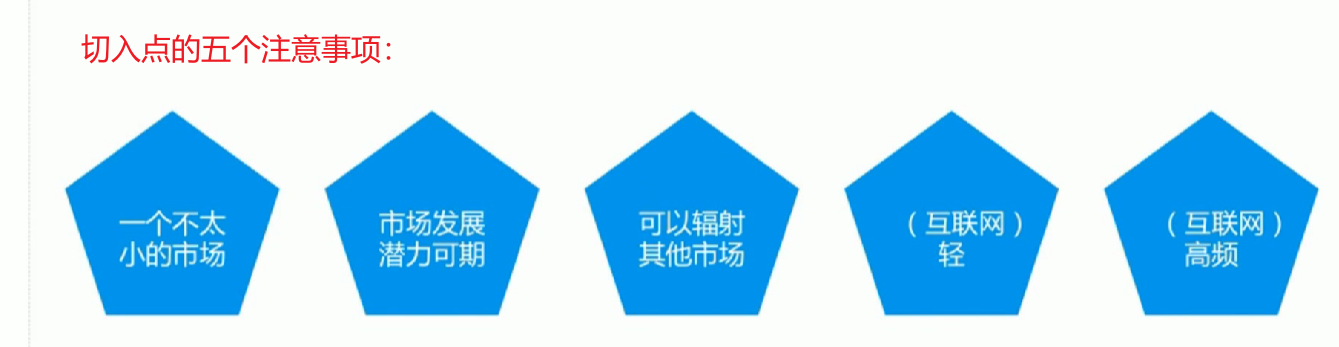 切入点的五个注意事项：
一个不太
小的市场
市场发展
潜力可期
可以辐射
其他市场
（互联网）
轻
（互联网）
高频